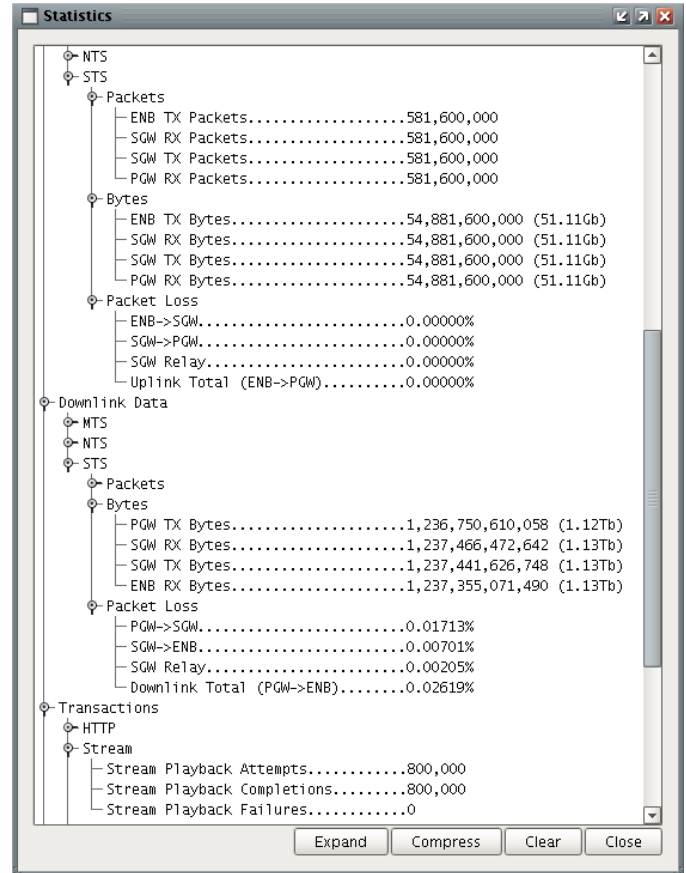 Statistics
NTS
STS
Packets
ENB TX Packets....................581,600,000
SGW RX Packets....................581,600,000
SGW TX Packets....................581,600,000
PGW RX Packets....................581,600,000
Bytes
ENB TX Bytes......................54,881,600,000 (51.11Gb)
SGW RX Bytes......................54,881,600,000 (51.11Gb)
SGW TX Bytes......................54,881,600,000 (51.11Gb)
PGW RX Bytes......................54,881,600,000 (51.11Gb)
Packet Loss
ENB->SGW..........................0.00000%
SGW->PGW..........................0.00000%
SGW Relay.........................0.00000%
Uplink Total (ENB->PGW)..........0.00000%
Downlink Data
MTS
NTS
STS
Packets
Bytes
PGW TX Bytes......................1,236,750,610,058 (1.12Tb)
SGW RX Bytes......................1,237,466,472,642 (1.13Tb)
SGW TX Bytes......................1,237,441,626,748 (1.13Tb)
ENB RX Bytes......................1,237,355,071,490 (1.13Tb)
Packet Loss
PGW->SGW..........................0.01713%
SGW->ENB..........................0.00701%
SGW Relay.........................0.00205%
Downlink Total (PGW->ENB)........0.02619%
Transactions
HTTP
Stream
Stream Playback Attempts............800,000
Stream Playback Completions.........800,000
Stream Playback Failures............0
Expand Compress Clear Close